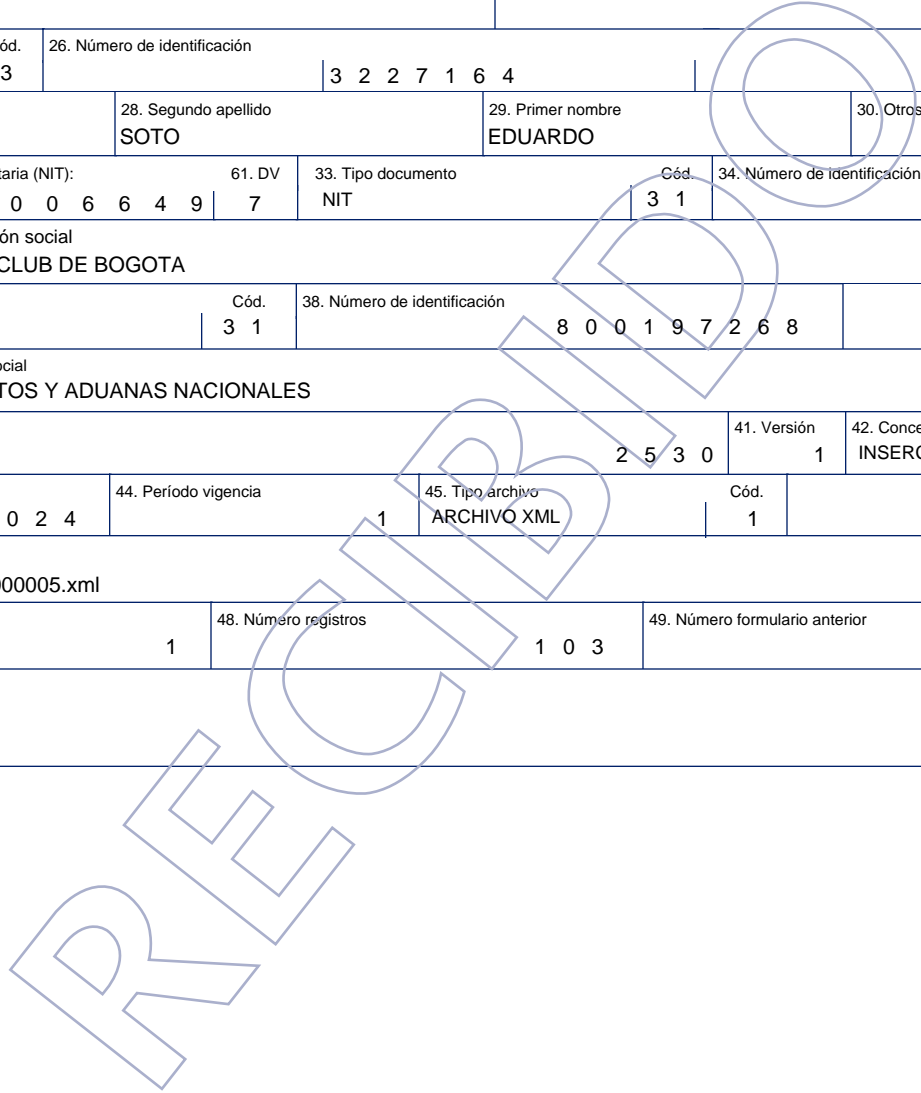 ód. 26. Número de identificación
3 3 2 2 7 1 6 4
28. Segundo apellido 29. Primer nombre 30. Otros
SOTO EDUARDO
taria (NIT): 61. DV 33. Tipo documento Cód. 34. Número de identificación
0 0 6 6 4 9 7 NIT 3 1
ón social
CLUB DE BOGOTA
Cód. 38. Número de identificación
3 1 8 0 0 1 9 7 2 6 8
ocial
TOS Y ADUANAS NACIONALES
41. Versión 42. Conce
2 5 3 0 1 INSERC
44. Período vigencia 45. Tipo archivo Cód.
0 2 4 1 ARCHIVO XML 1
000005.xml
48. Número registros 49. Número formulario anterior
1 1 0 3
RECIBIDO